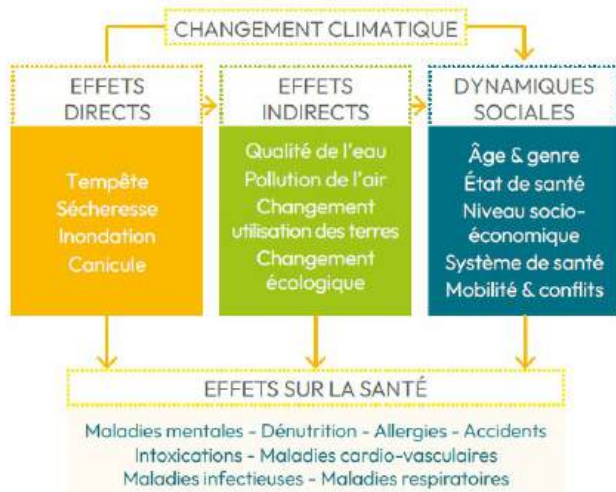 CHANGEMENT CLIMATIQUE
EFFETS
DIRECTS
Tempête
Sécheresse
Inondation
Canicule
EFFETS
INDIRECTS
Qualité de l'eau
Pollution de l'air
Changement
utilisation des terres
Changement
écologique
DYNAMIQUES
SOCIALES
Âge & genre
État de santé
Niveau socio-
économique
Système de santé
Mobilité & conflits
EFFETS SUR LA SANTÉ
Maladies mentales - Dénutrition - Allergies - Accidents
Intoxications - Maladies cardio-vasculaires
Maladies infectieuses - Maladies respiratoires